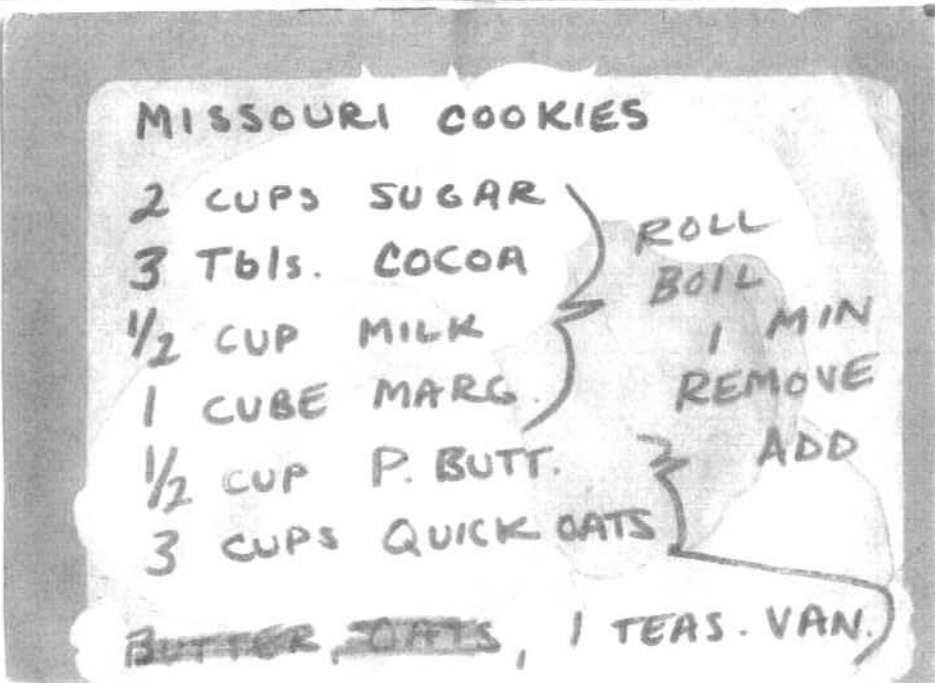 MISSOURI COOKIES
2 CUPS SUGAR
3 Tbls. COCOA
1/2 CUP MILK
1 CUBE MARG.
ROLL
BOIL
1 MIN
REMOVE
1/2 CUP P. BUTT.
3 CUPS QUICK OATS
ADD
BUTTER, OATS, 1 TEAS. VAN.